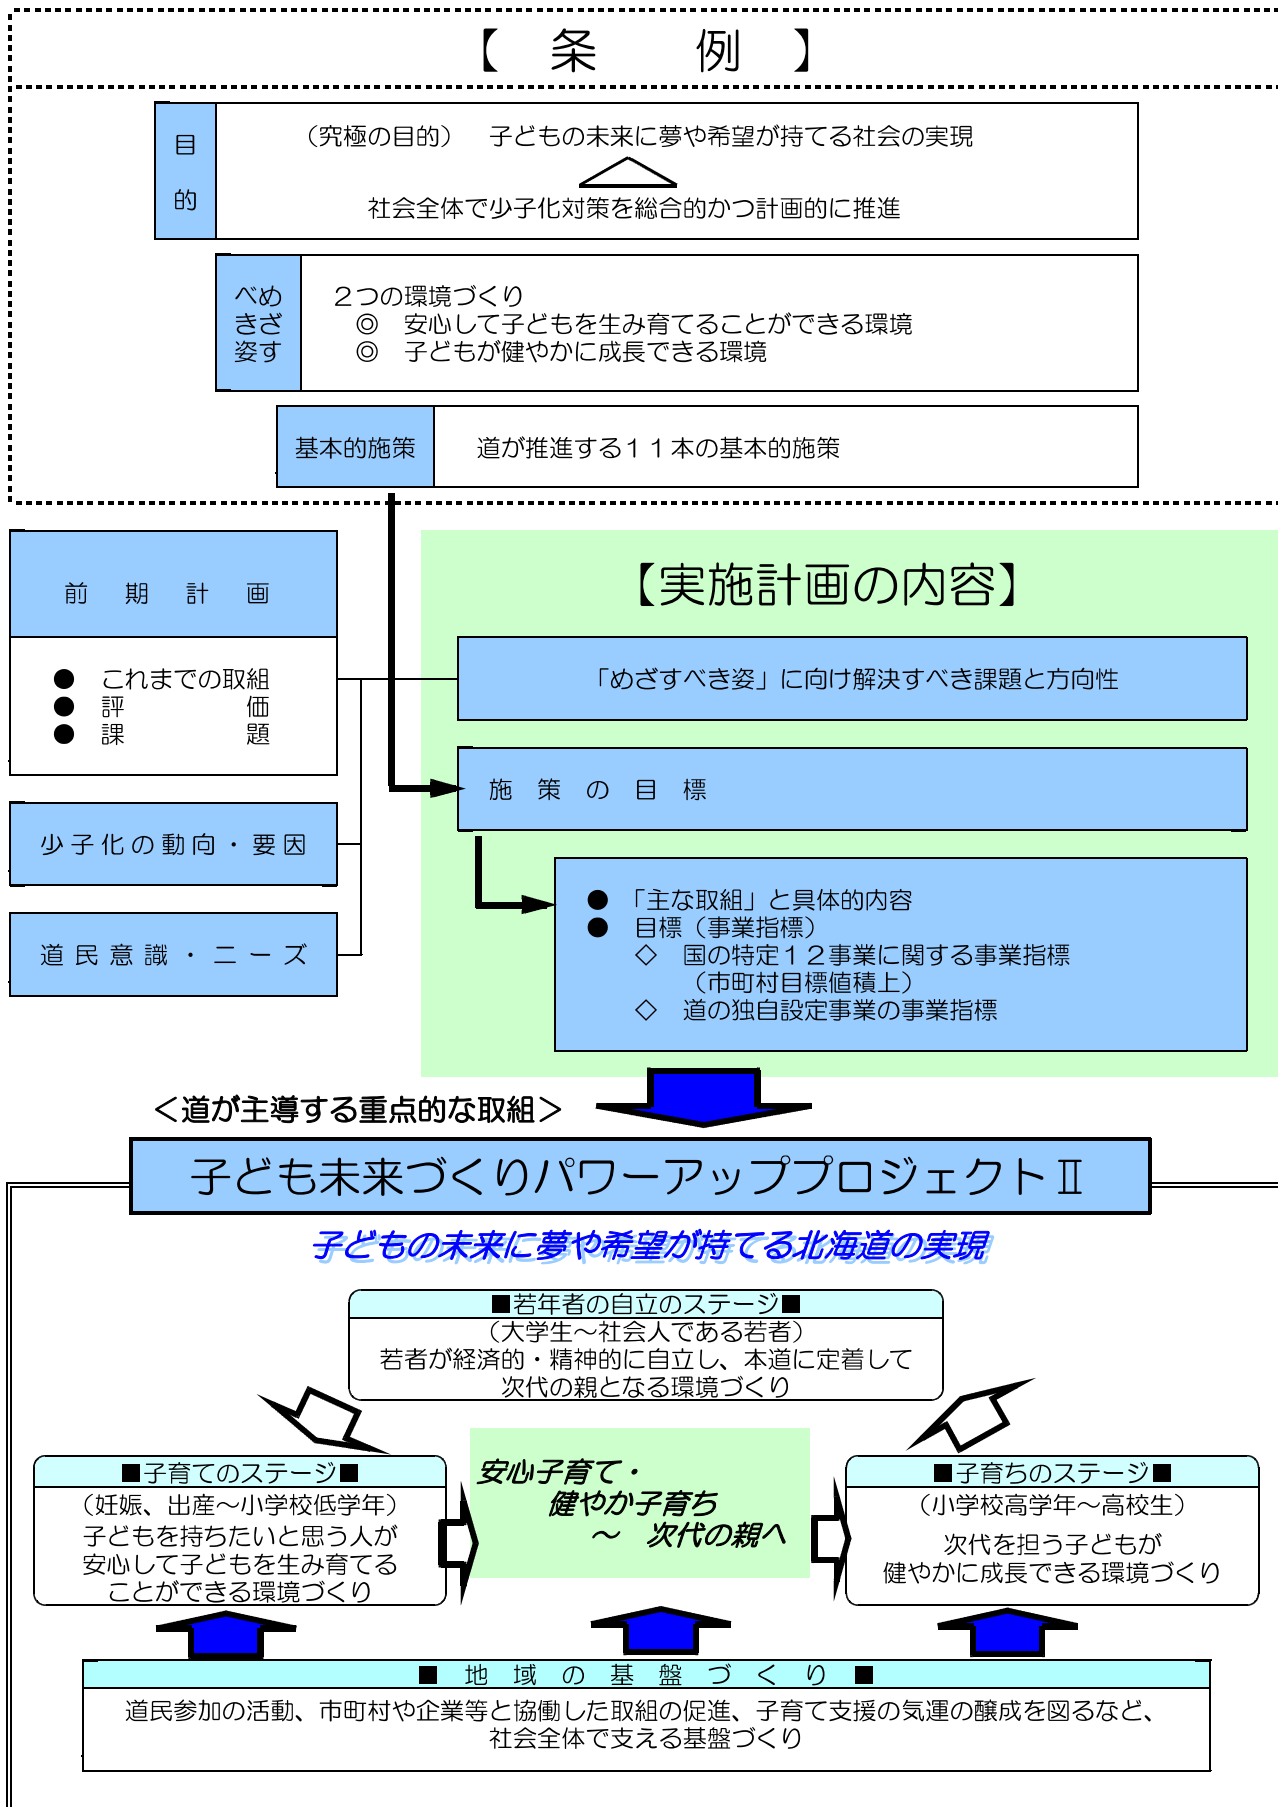 【　条　　例　】
目
的
（究極の目的）　子どもの未来に夢や希望が持てる社会の実現
社会全体で少子化対策を総合的かつ計画的に推進
べめ
きざ
姿す
２つの環境づくり
◎　安心して子どもを生み育てることができる環境
◎　子どもが健やかに成長できる環境
基本的施策
道が推進する１１本の基本的施策
前　期　計　画
●　これまでの取組
●　評　　　　　価
●　課　　　　　題
少子化の動向・要因
道民意識・ニーズ
【実施計画の内容】
「めざすべき姿」に向け解決すべき課題と方向性
施　策　の　目　標
●　「主な取組」と具体的内容
●　目標（事業指標）
◇　国の特定１２事業に関する事業指標
（市町村目標値積上）
◇　道の独自設定事業の事業指標
＜道が主導する重点的な取組＞
子ども未来づくりパワーアッププロジェクトⅡ
子どもの未来に夢や希望が持てる北海道の実現
■若年者の自立のステージ■
（大学生～社会人である若者）
若者が経済的・精神的に自立し、本道に定着して
次代の親となる環境づくり
■子育てのステージ■
（妊娠、出産～小学校低学年）
子どもを持ちたいと思う人が
安心して子どもを生み育てる
ことができる環境づくり
安心子育て・
健やか子育ち
～　次代の親へ
■子育ちのステージ■
（小学校高学年～高校生）
次代を担う子どもが
健やかに成長できる環境づくり
■　地　域　の　基　盤　づ　く　り　■
道民参加の活動、市町村や企業等と協働した取組の促進、子育て支援の気運の醸成を図るなど、
社会全体で支える基盤づくり